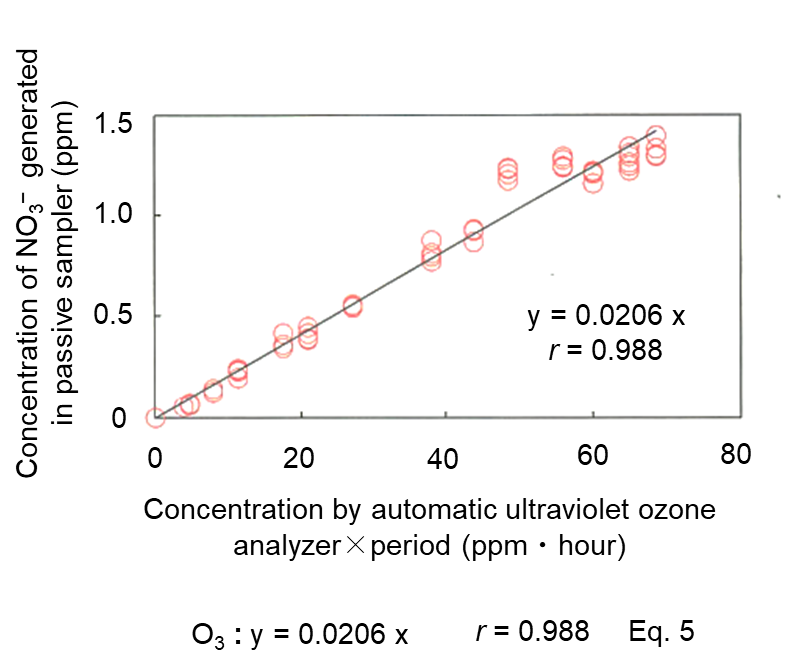 Concentration of NO₃⁻ generated
in passive sampler (ppm)
1.5
1.0
0.5
0
y = 0.0206 x
r = 0.988
0 20 40 60 80
Concentration by automatic ultraviolet ozone
analyzer×period (ppm・hour)
O₃ : y = 0.0206 x r = 0.988 Eq. 5